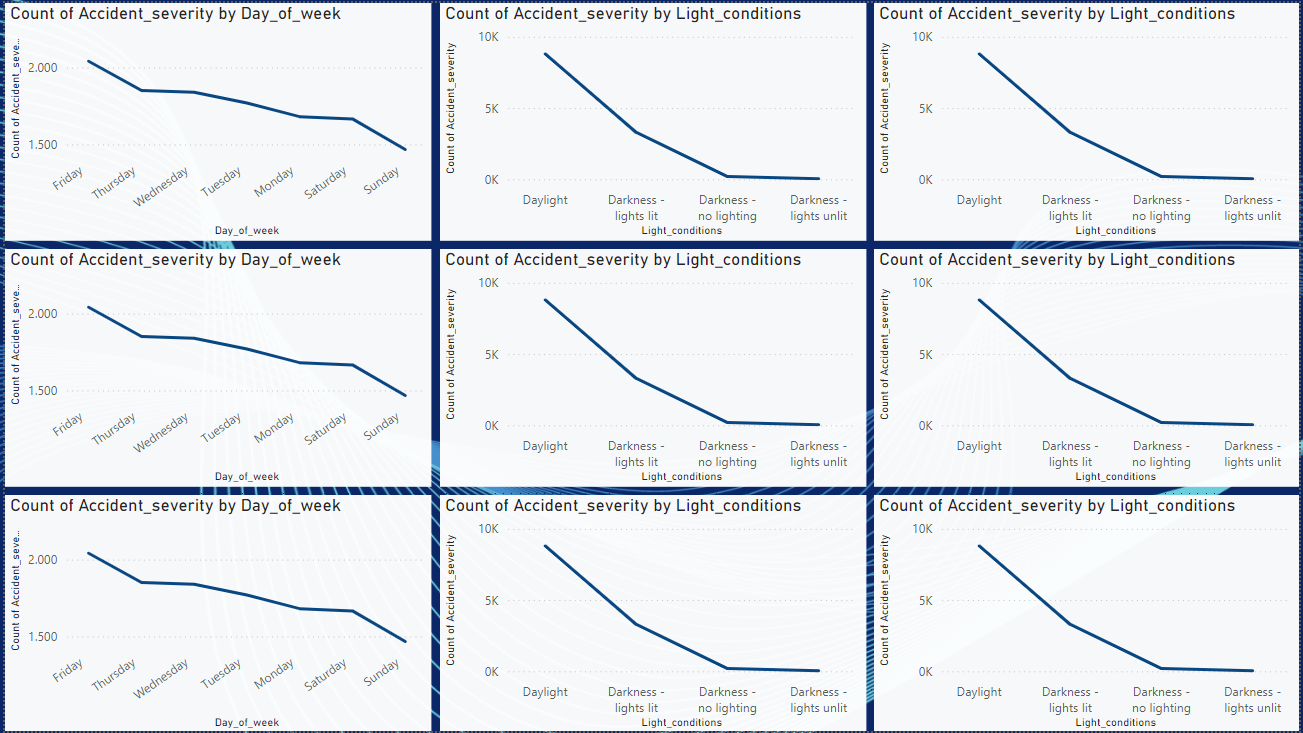 Count of Accident_severity by Day_of_week
Count of Accident_seve...
2.000
1.500
Friday
Thursday
Wednesday
Tuesday
Monday
Saturday
Sunday
Day_of_week
Count of Accident_severity by Light_conditions
Count of Accident_severity
10K
5K
0K
Daylight
Darkness -
lights lit
Darkness -
no lighting
Darkness -
lights unlit
Light_conditions
Count of Accident_severity by Light_conditions
Count of Accident_severity
10K
5K
0K
Daylight
Darkness -
lights lit
Darkness -
no lighting
Darkness -
lights unlit
Light_conditions
Count of Accident_severity by Day_of_week
Count of Accident_seve...
2.000
1.500
Friday
Thursday
Wednesday
Tuesday
Monday
Saturday
Sunday
Day_of_week
Count of Accident_severity by Light_conditions
Count of Accident_severity
10K
5K
0K
Daylight
Darkness -
lights lit
Darkness -
no lighting
Darkness -
lights unlit
Light_conditions
Count of Accident_severity by Light_conditions
Count of Accident_severity
10K
5K
0K
Daylight
Darkness -
lights lit
Darkness -
no lighting
Darkness -
lights unlit
Light_conditions
Count of Accident_severity by Day_of_week
Count of Accident_seve...
2.000
1.500
Friday
Thursday
Wednesday
Tuesday
Monday
Saturday
Sunday
Day_of_week
Count of Accident_severity by Light_conditions
Count of Accident_severity
10K
5K
0K
Daylight
Darkness -
lights lit
Darkness -
no lighting
Darkness -
lights unlit
Light_conditions
Count of Accident_severity by Light_conditions
Count of Accident_severity
10K
5K
0K
Daylight
Darkness -
lights lit
Darkness -
no lighting
Darkness -
lights unlit
Light_conditions